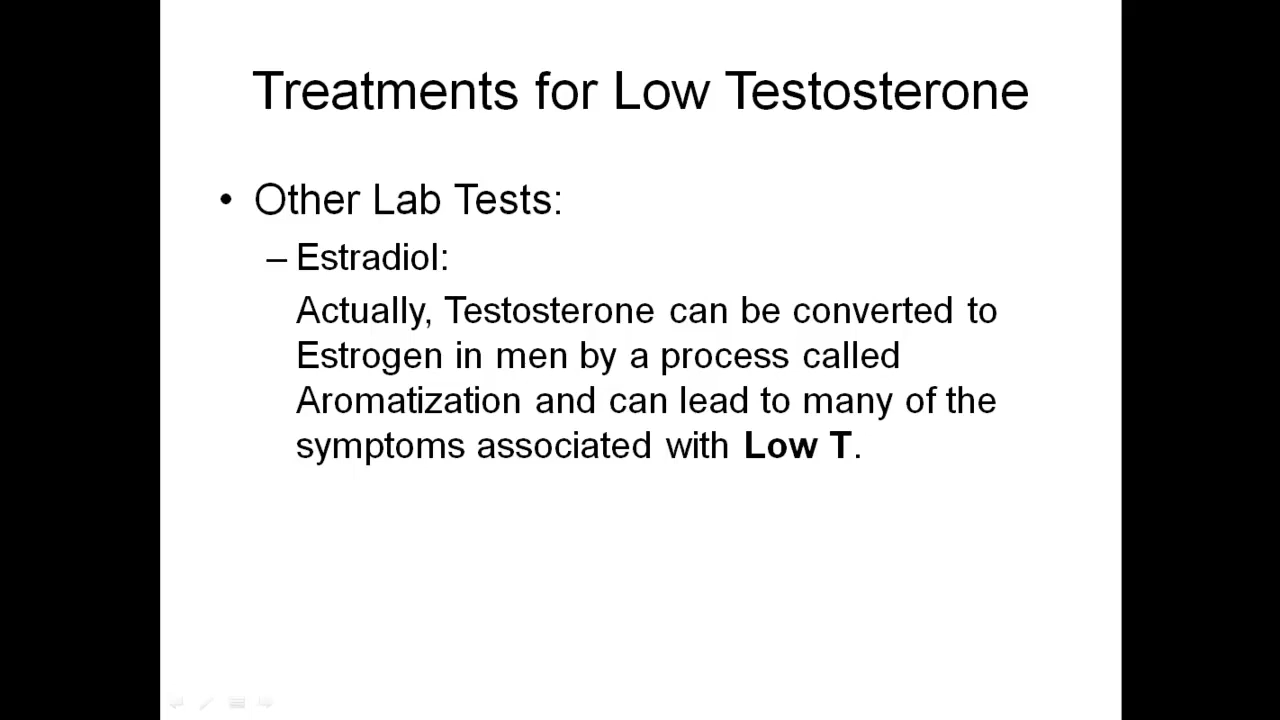 Treatments for Low Testosterone
• Other Lab Tests:
– Estradiol:
Actually, Testosterone can be converted to
Estrogen in men by a process called
Aromatization and can lead to many of the
symptoms associated with Low T.